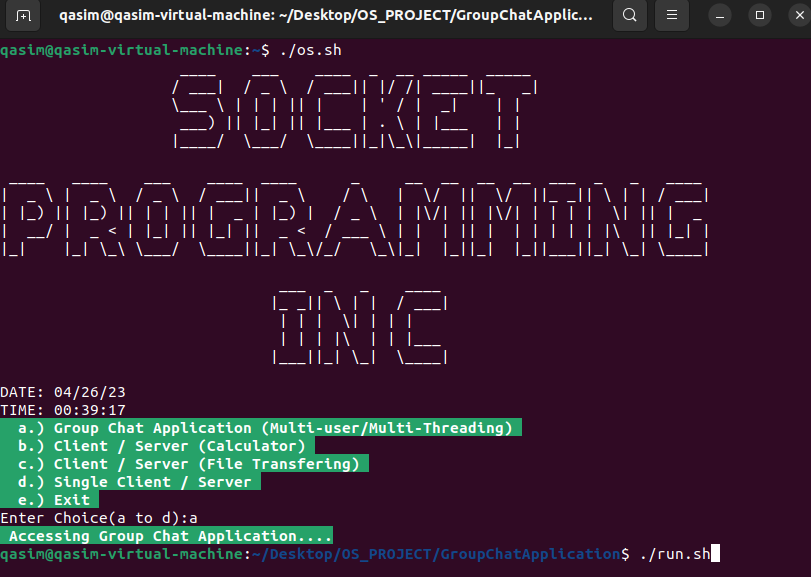 qasim@qasim-virtual-machine: ~/Desktop/OS_PROJECT/GroupChatApplic...
qasim@qasim-virtual-machine:~$ ./os.sh
SOCKET
PROGRAMMING
INC
DATE: 04/26/23
TIME: 00:39:17
a.) Group Chat Application (Multi-user/Multi-Threading)
b.) Client / Server (Calculator)
c.) Client / Server (File Transfering)
d.) Single Client / Server
e.) Exit
Enter Choice(a to d):a
Accessing Group Chat Application....
qasim@qasim-virtual-machine:~/Desktop/OS_PROJECT/GroupChatApplication$ ./run.sh